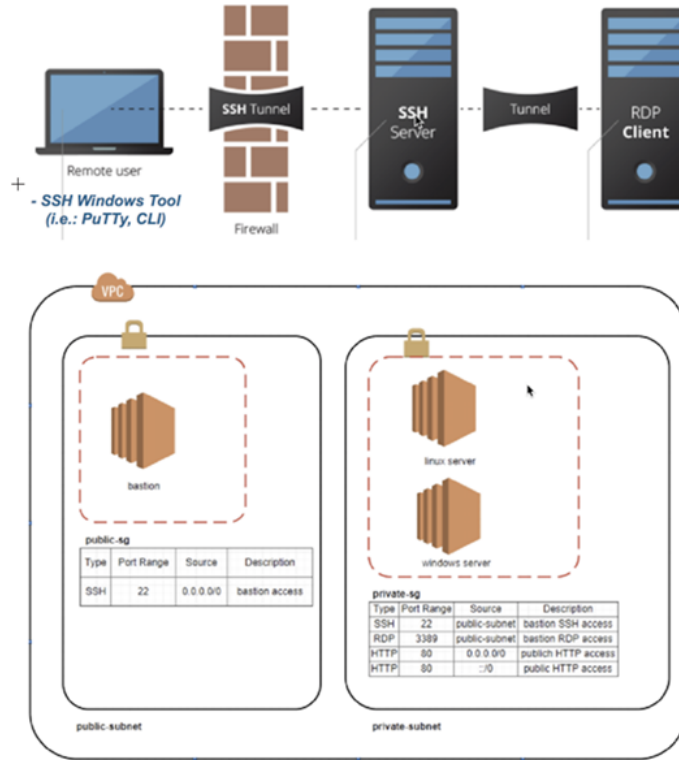 SSH Tunnel
SSH
Server
Tunnel
RDP
Client
Remote user
- SSH Windows Tool
(i.e.: PuTTy, CLI)
Firewall
VPC
bastion
linux server
windows server
public-sg
Type Port Range Source Description
SSH 22 0.0.0.0/0 bastion access
private-sg
Type Port Range Source Description
SSH 22 public-subnet bastion SSH access
RDP 3389 public-subnet bastion RDP access
HTTP 80 0.0.0.0/0 publich HTTP access
HTTP 80 ::/0 public HTTP access
public-subnet
private-subnet